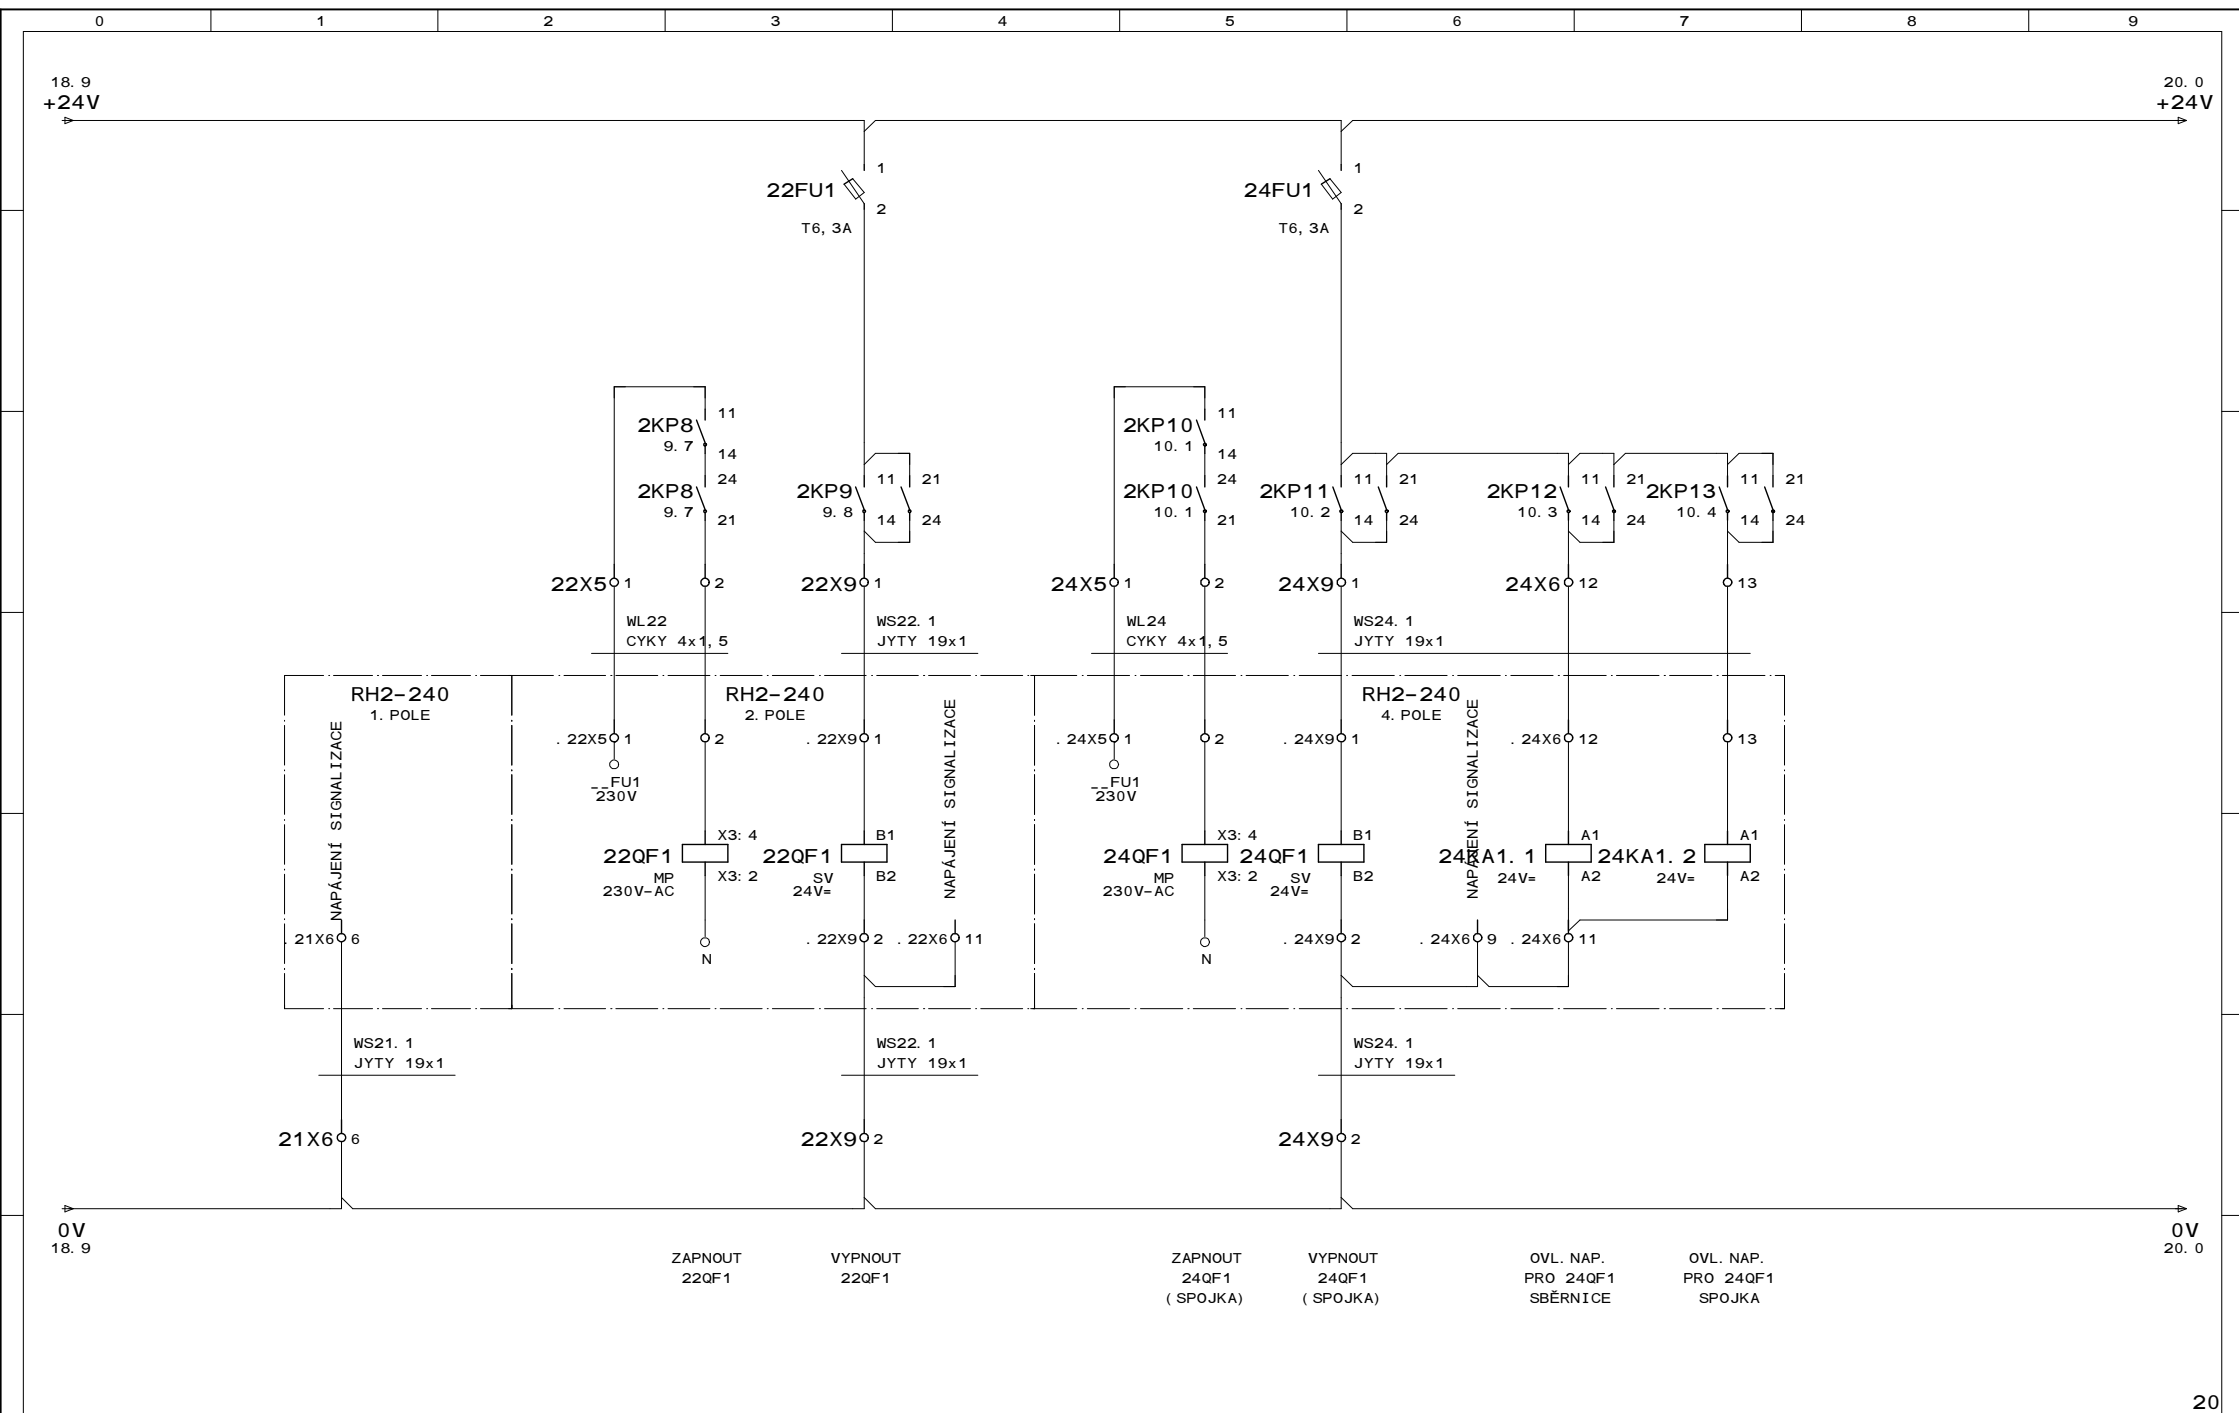 0 1 2 3 4 5 6 7 8 9
18. 9 20. 0
+24V +24V
1 1
22FU1 24FU1
2 2
T6, 3A T6, 3A
11 11
2KP8 2KP10
9. 7 10. 1
14 14
24 11 21 24 11 21 11 21 11 21
2KP8 2KP9 2KP10 2KP11 2KP12 2KP13
9. 7 9. 8 10. 1 10. 2 10. 3 10. 4
21 14 24 21 14 24 14 24 14 24
22X5 1 2 22X9 1 24X5 1 2 24X9 1 24X6 12 13
WL22 WS22. 1 WL24 WS24. 1
CYKY 4x1, 5 JYTY 19x1 CYKY 4x1, 5 JYTY 19x1
RH2-240 RH2-240 RH2-240
1. POLE 2. POLE 4. POLE
NAPÁJENÍ SIGNALIZACE
NAPÁJENÍ SIGNALIZACE
NAPÁJENÍ SIGNALIZACE
. 22X5 1 2 . 22X9 1 . 24X5 1 2 . 24X9 1 . 24X6 12 13
__FU1 __FU1
230V 230V
X3: 4 B1 X3: 4 B1 A1 A1
22QF1 22QF1 24QF1 24QF1 24KA1. 1 24KA1. 2
MP X3: 2 SV B2 MP X3: 2 SV B2 24V= A2 24V= A2
230V-AC 24V= 230V-AC 24V=
. 21X6 6 . 22X9 2 . 22X6 11 . 24X9 2 . 24X6 9 . 24X6 11
N N
WS21. 1 WS22. 1 WS24. 1
JYTY 19x1 JYTY 19x1 JYTY 19x1
21X6 6 22X9 2 24X9 2
0V 0V
18. 9 20. 0
ZAPNOUT VYPNOUT ZAPNOUT VYPNOUT OVL. NAP. OVL. NAP.
22QF1 22QF1 24QF1 24QF1 PRO 24QF1 PRO 24QF1
( SPOJKA) ( SPOJKA) SBĚRNICE SPOJKA
20